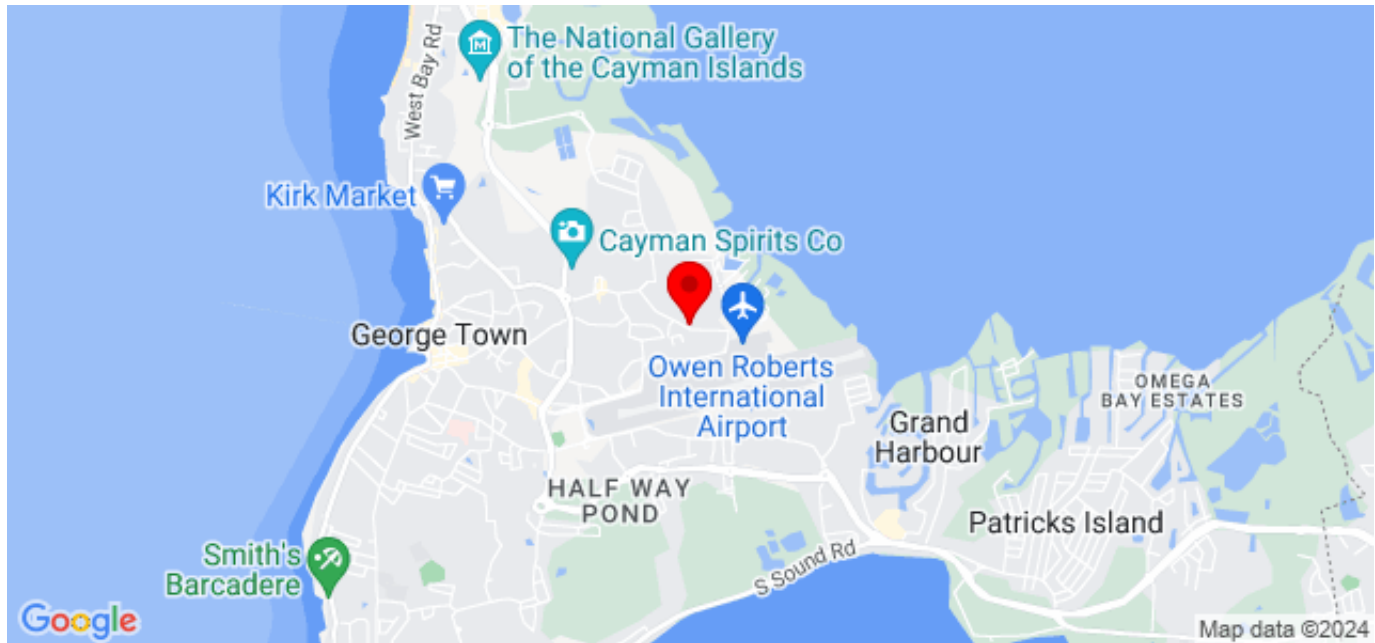 The National Gallery
of the Cayman Islands
West Bay Rd
Kirk Market
Cayman Spirits Co
George Town
Owen Roberts
International
Airport
OMEGA
BAY ESTATES
Grand
Harbour
HALF WAY
POND
Patricks Island
Smith's
Barcadere
S Sound Rd
Google
Map data ©2024